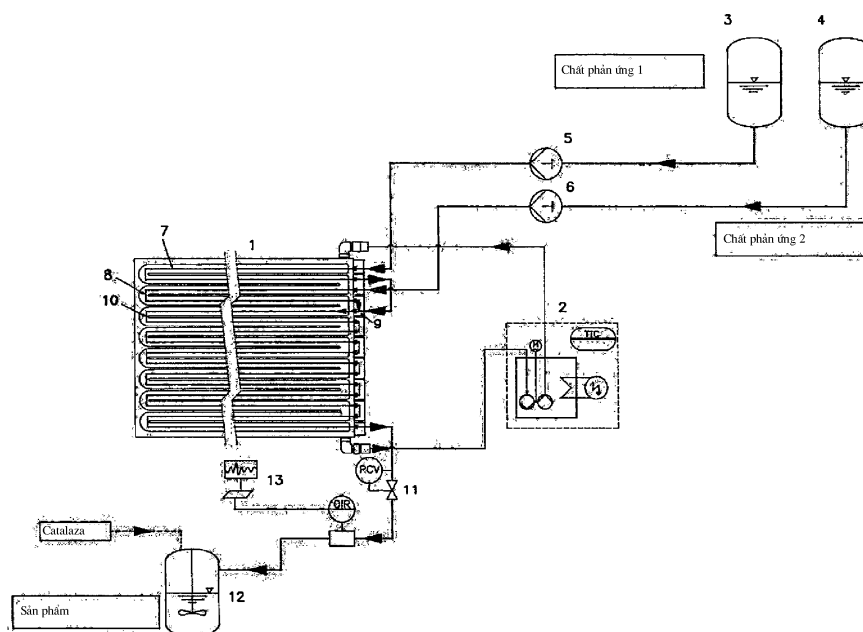 3
4
Chất phản ứng 1
5
6
7
1
Chất phản ứng 2
8
2
10
9
TIC
M
13
PCV
11
QIR
Catalaza
12
Sản phẩm